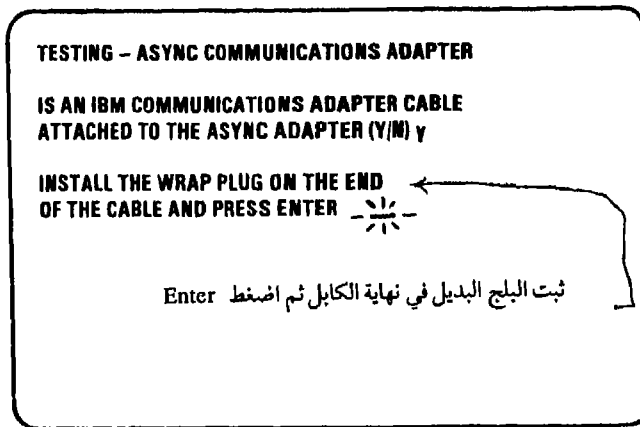 TESTING – ASYNC COMMUNICATIONS ADAPTER
IS AN IBM COMMUNICATIONS ADAPTER CABLE
ATTACHED TO THE ASYNC ADAPTER (Y/N) y
INSTALL THE WRAP PLUG ON THE END
OF THE CABLE AND PRESS ENTER
ثبت البلج البديل في نهاية الكابل ثم اضغط Enter